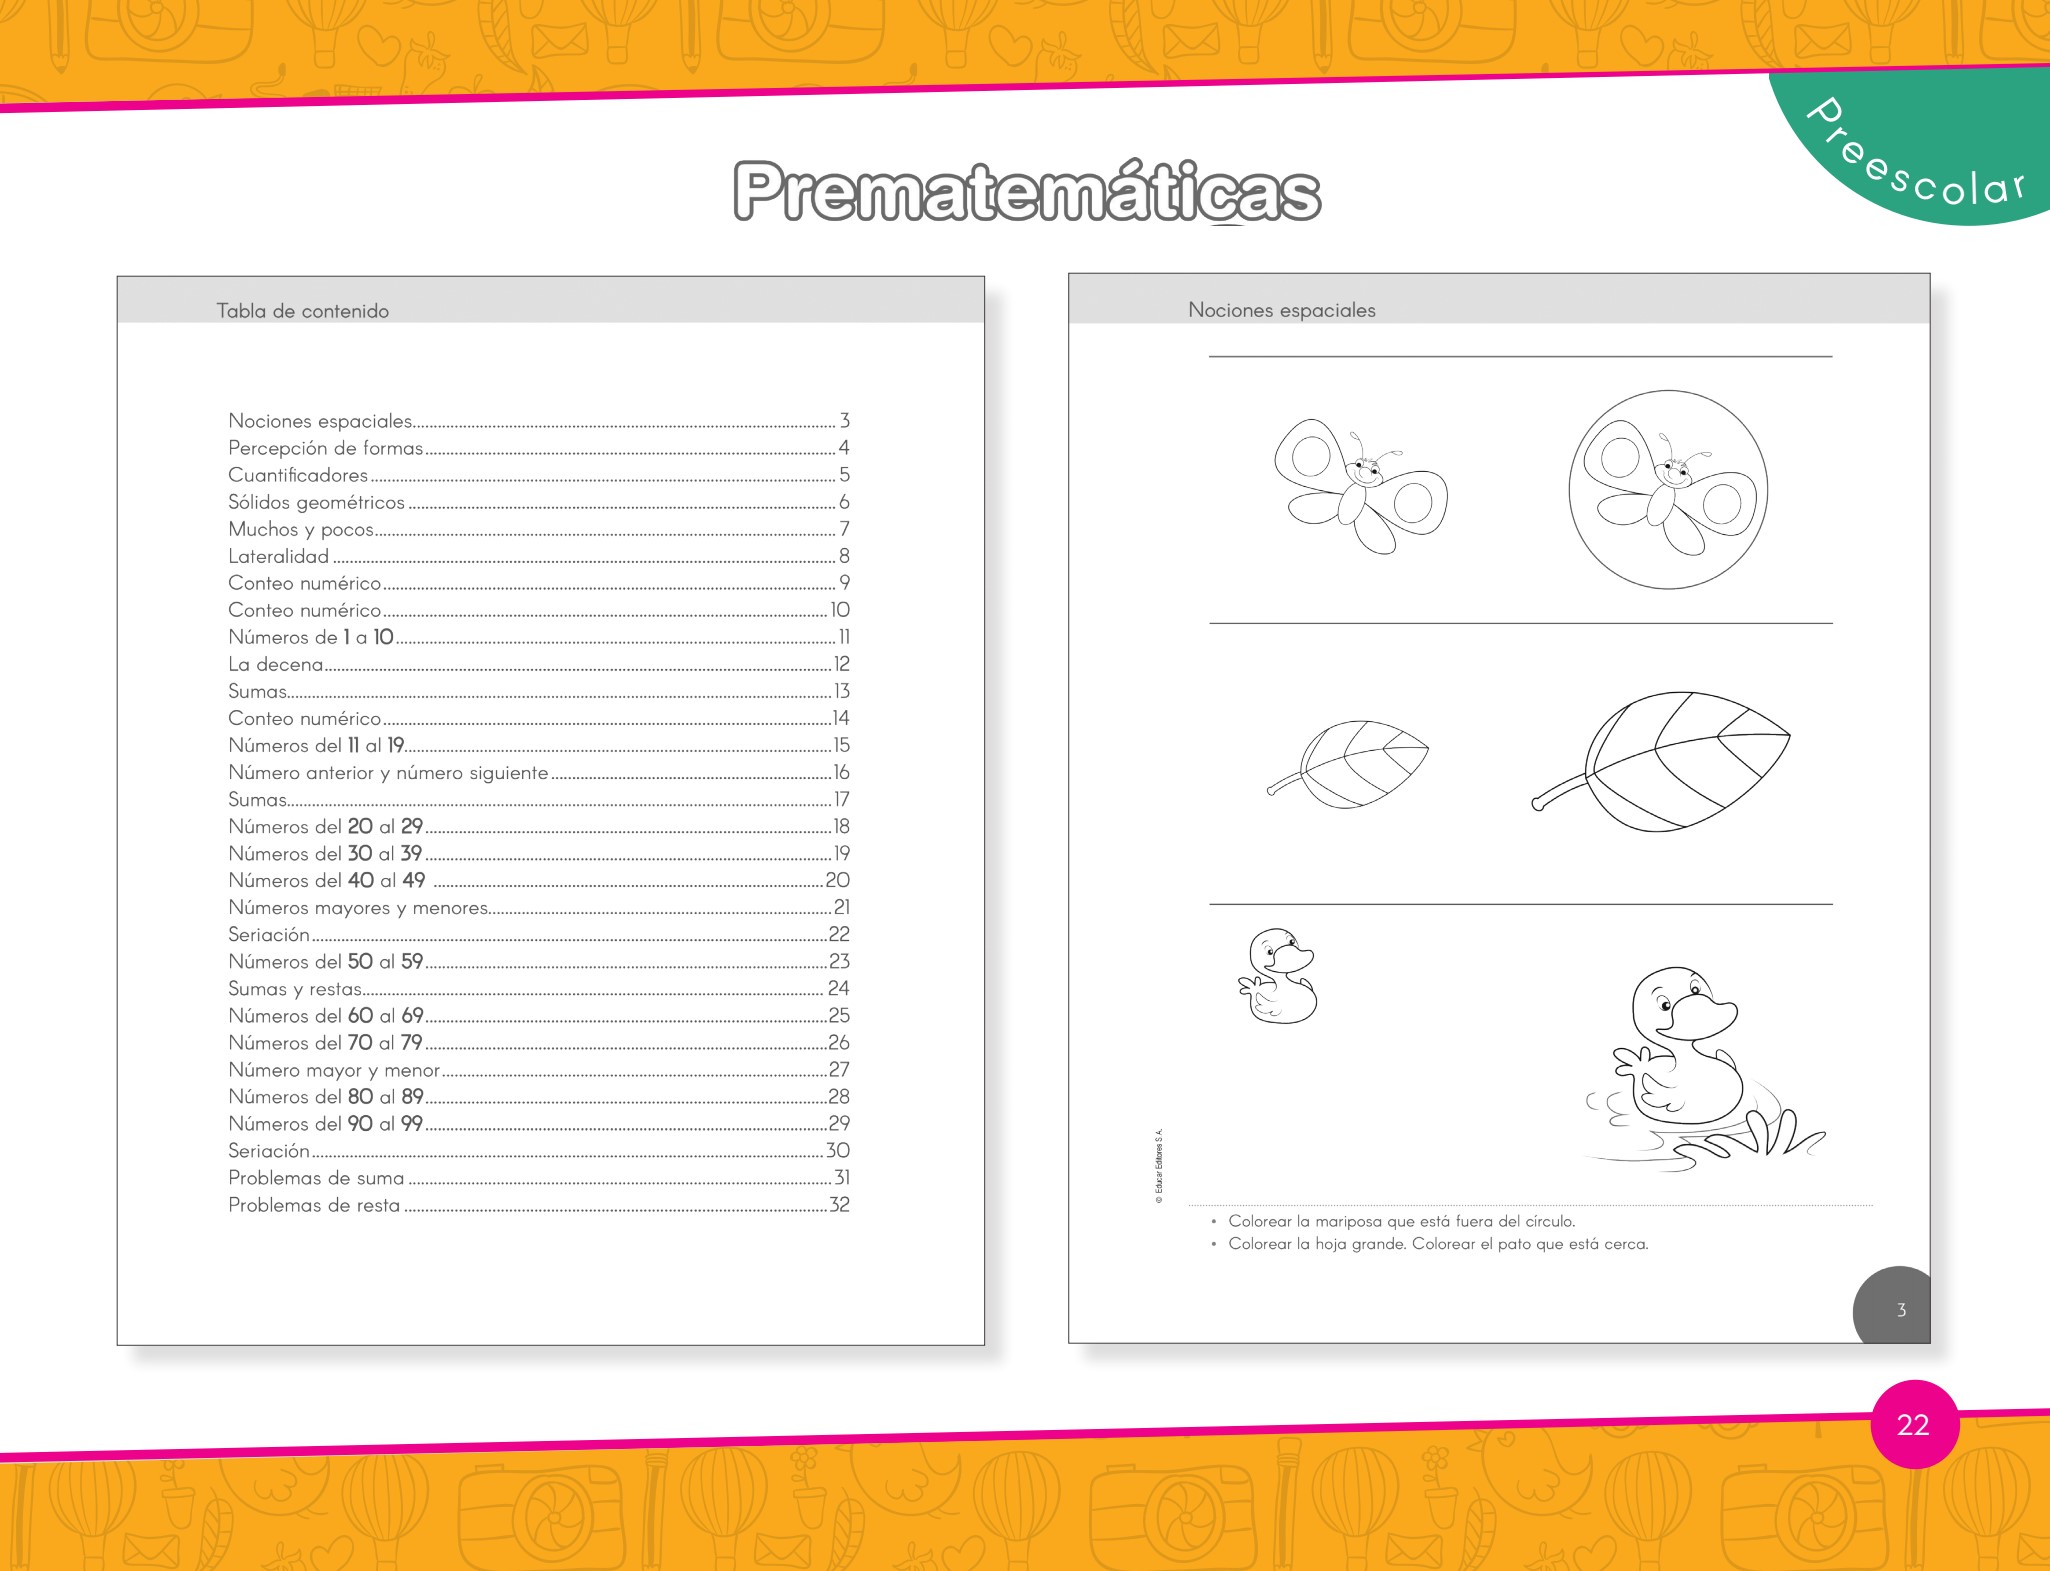 Preescolar
Prematemáticas
Tabla de contenido
Nociones espaciales 3
Percepción de formas 4
Cuantificadores 5
Sólidos geométricos 6
Muchos y pocos 7
Lateralidad 8
Conteo numérico 9
Conteo numérico 10
Números de 1 a 10 11
La decena 12
Sumas 13
Conteo numérico 14
Números del 11 al 19 15
Número anterior y número siguiente 16
Sumas 17
Números del 20 al 29 18
Números del 30 al 39 19
Números del 40 al 49 20
Números mayores y menores 21
Seriación 22
Números del 50 al 59 23
Sumas y restas 24
Números del 60 al 69 25
Números del 70 al 79 26
Número mayor y menor 27
Números del 80 al 89 28
Números del 90 al 99 29
Seriación 30
Problemas de suma 31
Problemas de resta 32
Nociones espaciales
© Educar Editores S.A.
• Colorear la mariposa que está fuera del círculo.
• Colorear la hoja grande. Colorear el pato que está cerca.
3
22